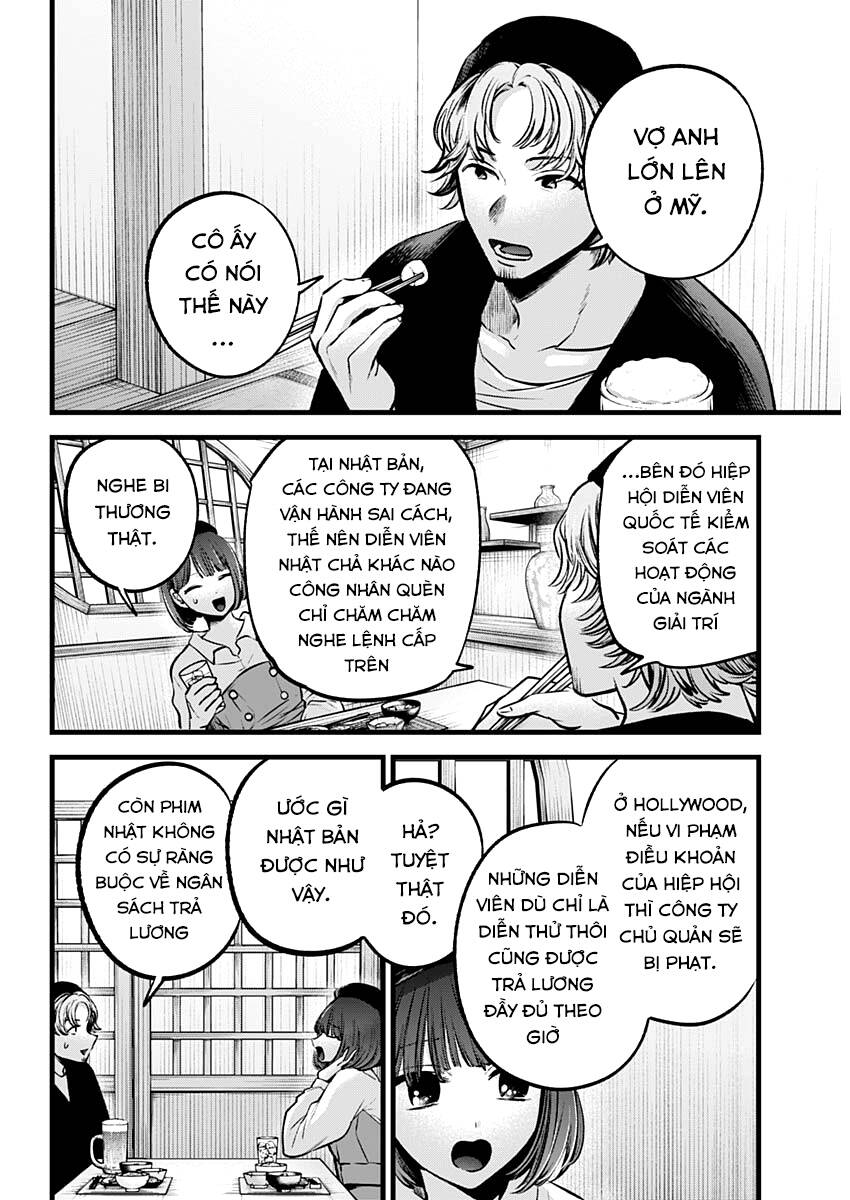 VỢ ANH
LỚN LÊN
Ở MỸ.
CÔ ẤY
CÓ NÓI
THẾ NÀY
...
...BÊN ĐÓ HIỆP
HỘI DIỄN VIÊN
QUỐC TẾ KIỂM
SOÁT CÁC
HOẠT ĐỘNG
CỦA NGÀNH
GIẢI TRÍ
TẠI NHẬT BẢN,
CÁC CÔNG TY ĐANG
VẬN HÀNH SAI CÁCH,
THẾ NÊN DIỄN VIÊN
NHẬT CHẢ KHÁC NÀO
CÔNG NHÂN QUÈN
CHỈ CHĂM CHĂM
NGHE LỆNH CẤP
TRÊN
NGHE BI
THƯƠNG
THẬT.
Ở HOLLYWOOD,
NẾU VI PHẠM
ĐIỀU KHOẢN
CỦA HIỆP HỘI
THÌ CÔNG TY
CHỦ QUẢN SẼ
BỊ PHẠT.
NHỮNG DIỄN
VIÊN DÙ CHỈ LÀ
DIỄN THỬ THÔI
CŨNG ĐƯỢC
TRẢ LƯƠNG
ĐẦY ĐỦ THEO
GIỜ
HẢ?
TUYỆT
THẬT
ĐÓ.
ƯỚC GÌ
NHẬT BẢN
ĐƯỢC NHƯ
VẬY.
CÒN PHIM
NHẬT KHÔNG
CÓ SỰ RÀNG
BUỘC VỀ NGÂN
SÁCH TRẢ
LƯƠNG